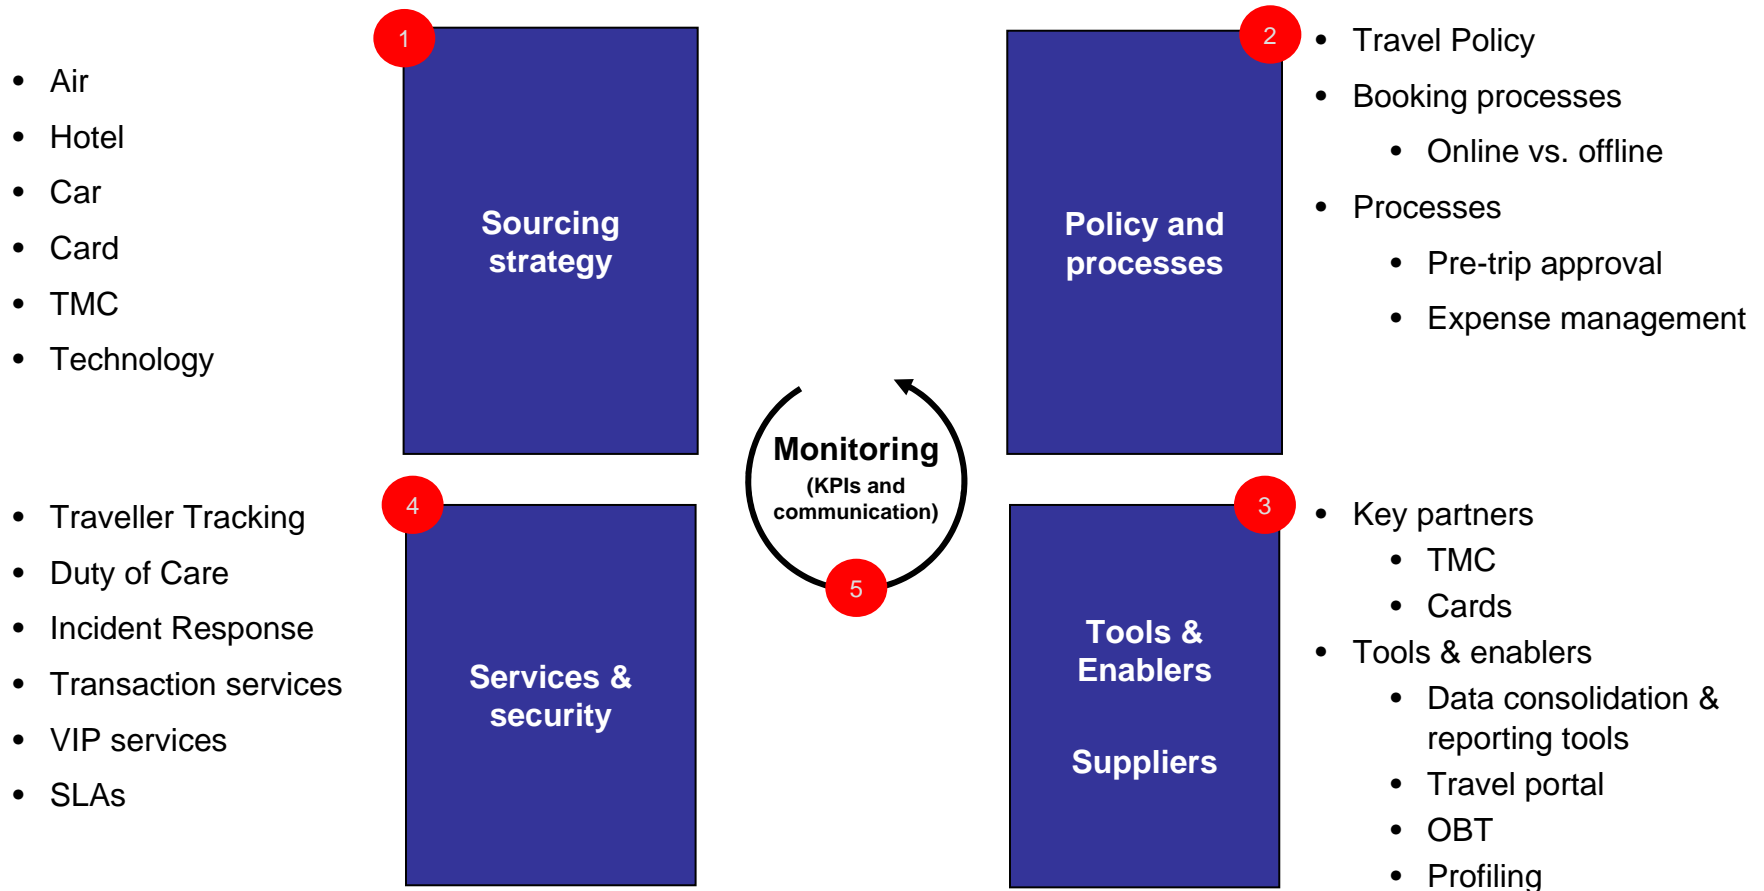 1
• Air
• Hotel
• Car
• Card
• TMC
• Technology
Sourcing
strategy
2
Policy and
processes
• Travel Policy
• Booking processes
• Online vs. offline
• Processes
• Pre-trip approval
• Expense management
Monitoring
(KPIs and
communication)
5
4
• Traveller Tracking
• Duty of Care
• Incident Response
• Transaction services
• VIP services
• SLAs
Services &
security
3
Tools &
Enablers
Suppliers
• Key partners
• TMC
• Cards
• Tools & enablers
• Data consolidation &
reporting tools
• Travel portal
• OBT
• Profiling